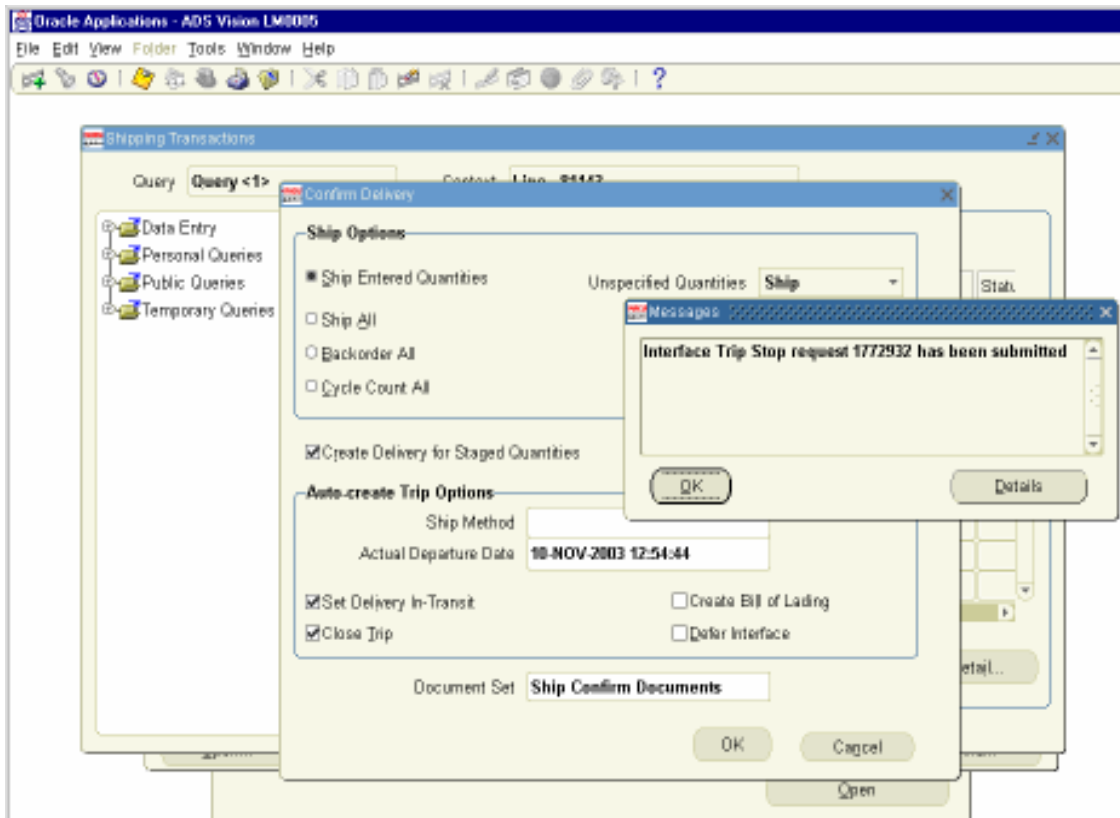 Oracle Applications - ADS Vision LM0005
File Edit View Folder Tools Window Help
Shipping Transactions
Query Query <1>
Confirm Delivery
Data Entry
Personal Queries
Public Queries
Temporary Queries
Ship Options
Ship Entered Quantities
Unspecified Quantities Ship
Ship All
Backorder All
Cycle Count All
Messages
Interface Trip Stop request 1772932 has been submitted
OK Details
Create Delivery for Staged Quantities
Auto-create Trip Options
Ship Method
Actual Departure Date 10-NOV-2003 12:54:44
Set Delivery In-Transit Create Bill of Lading
Close Trip Defer Interface
Document Set Ship Confirm Documents
OK Cancel
Open